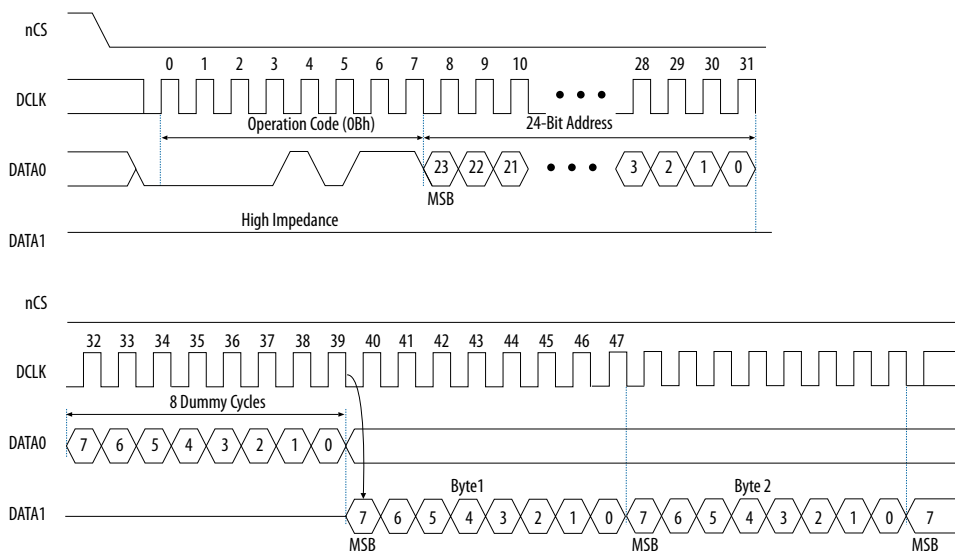 nCS
0 1 2 3 4 5 6 7 8 9 10 28 29 30 31
DCLK
Operation Code (0Bh) 24-Bit Address
DATA0 23 22 21 3 2 1 0
MSB
High Impedance
DATA1
nCS
32 33 34 35 36 37 38 39 40 41 42 43 44 45 46 47
DCLK
8 Dummy Cycles
DATA0 7 6 5 4 3 2 1 0
Byte1 Byte 2
DATA1 7 6 5 4 3 2 1 0 7 6 5 4 3 2 1 0 7
MSB MSB MSB